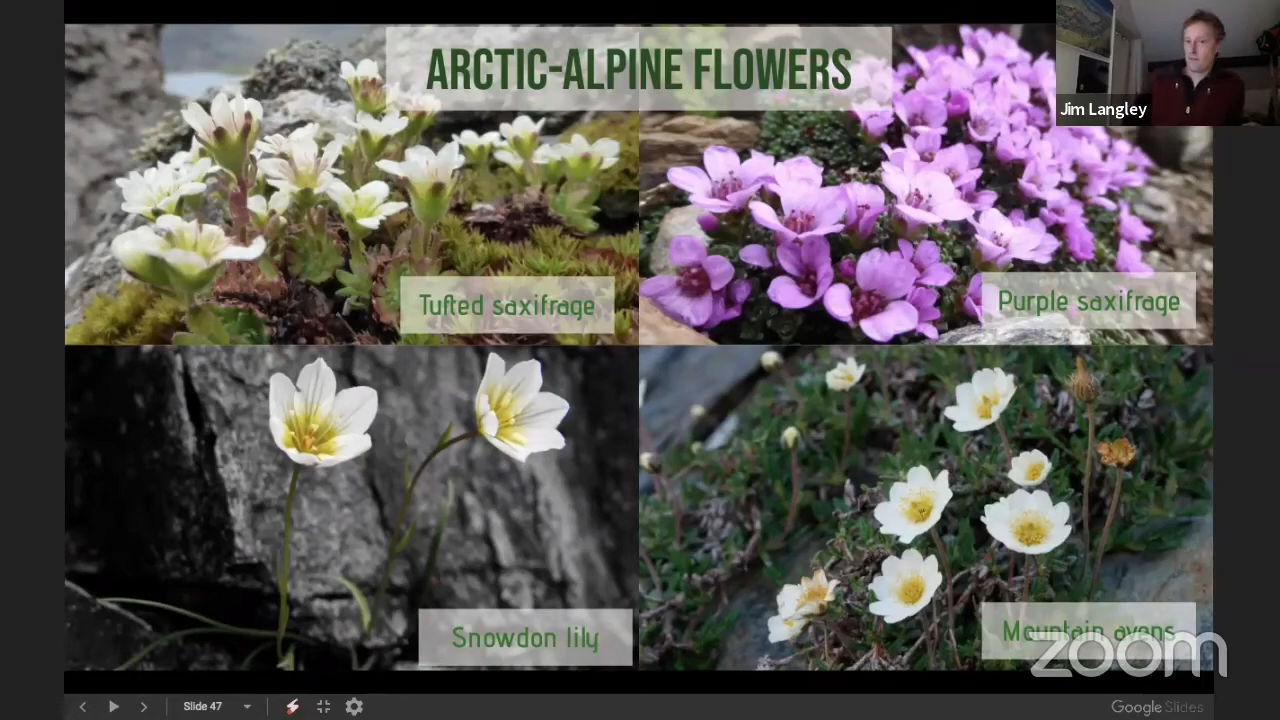 ARCTIC-ALPINE FLOWERS
Jim Langley
Tufted saxifrage
Purple saxifrage
Snowdon lily
Mountain avens
zoom
Slide 47
Google Slides